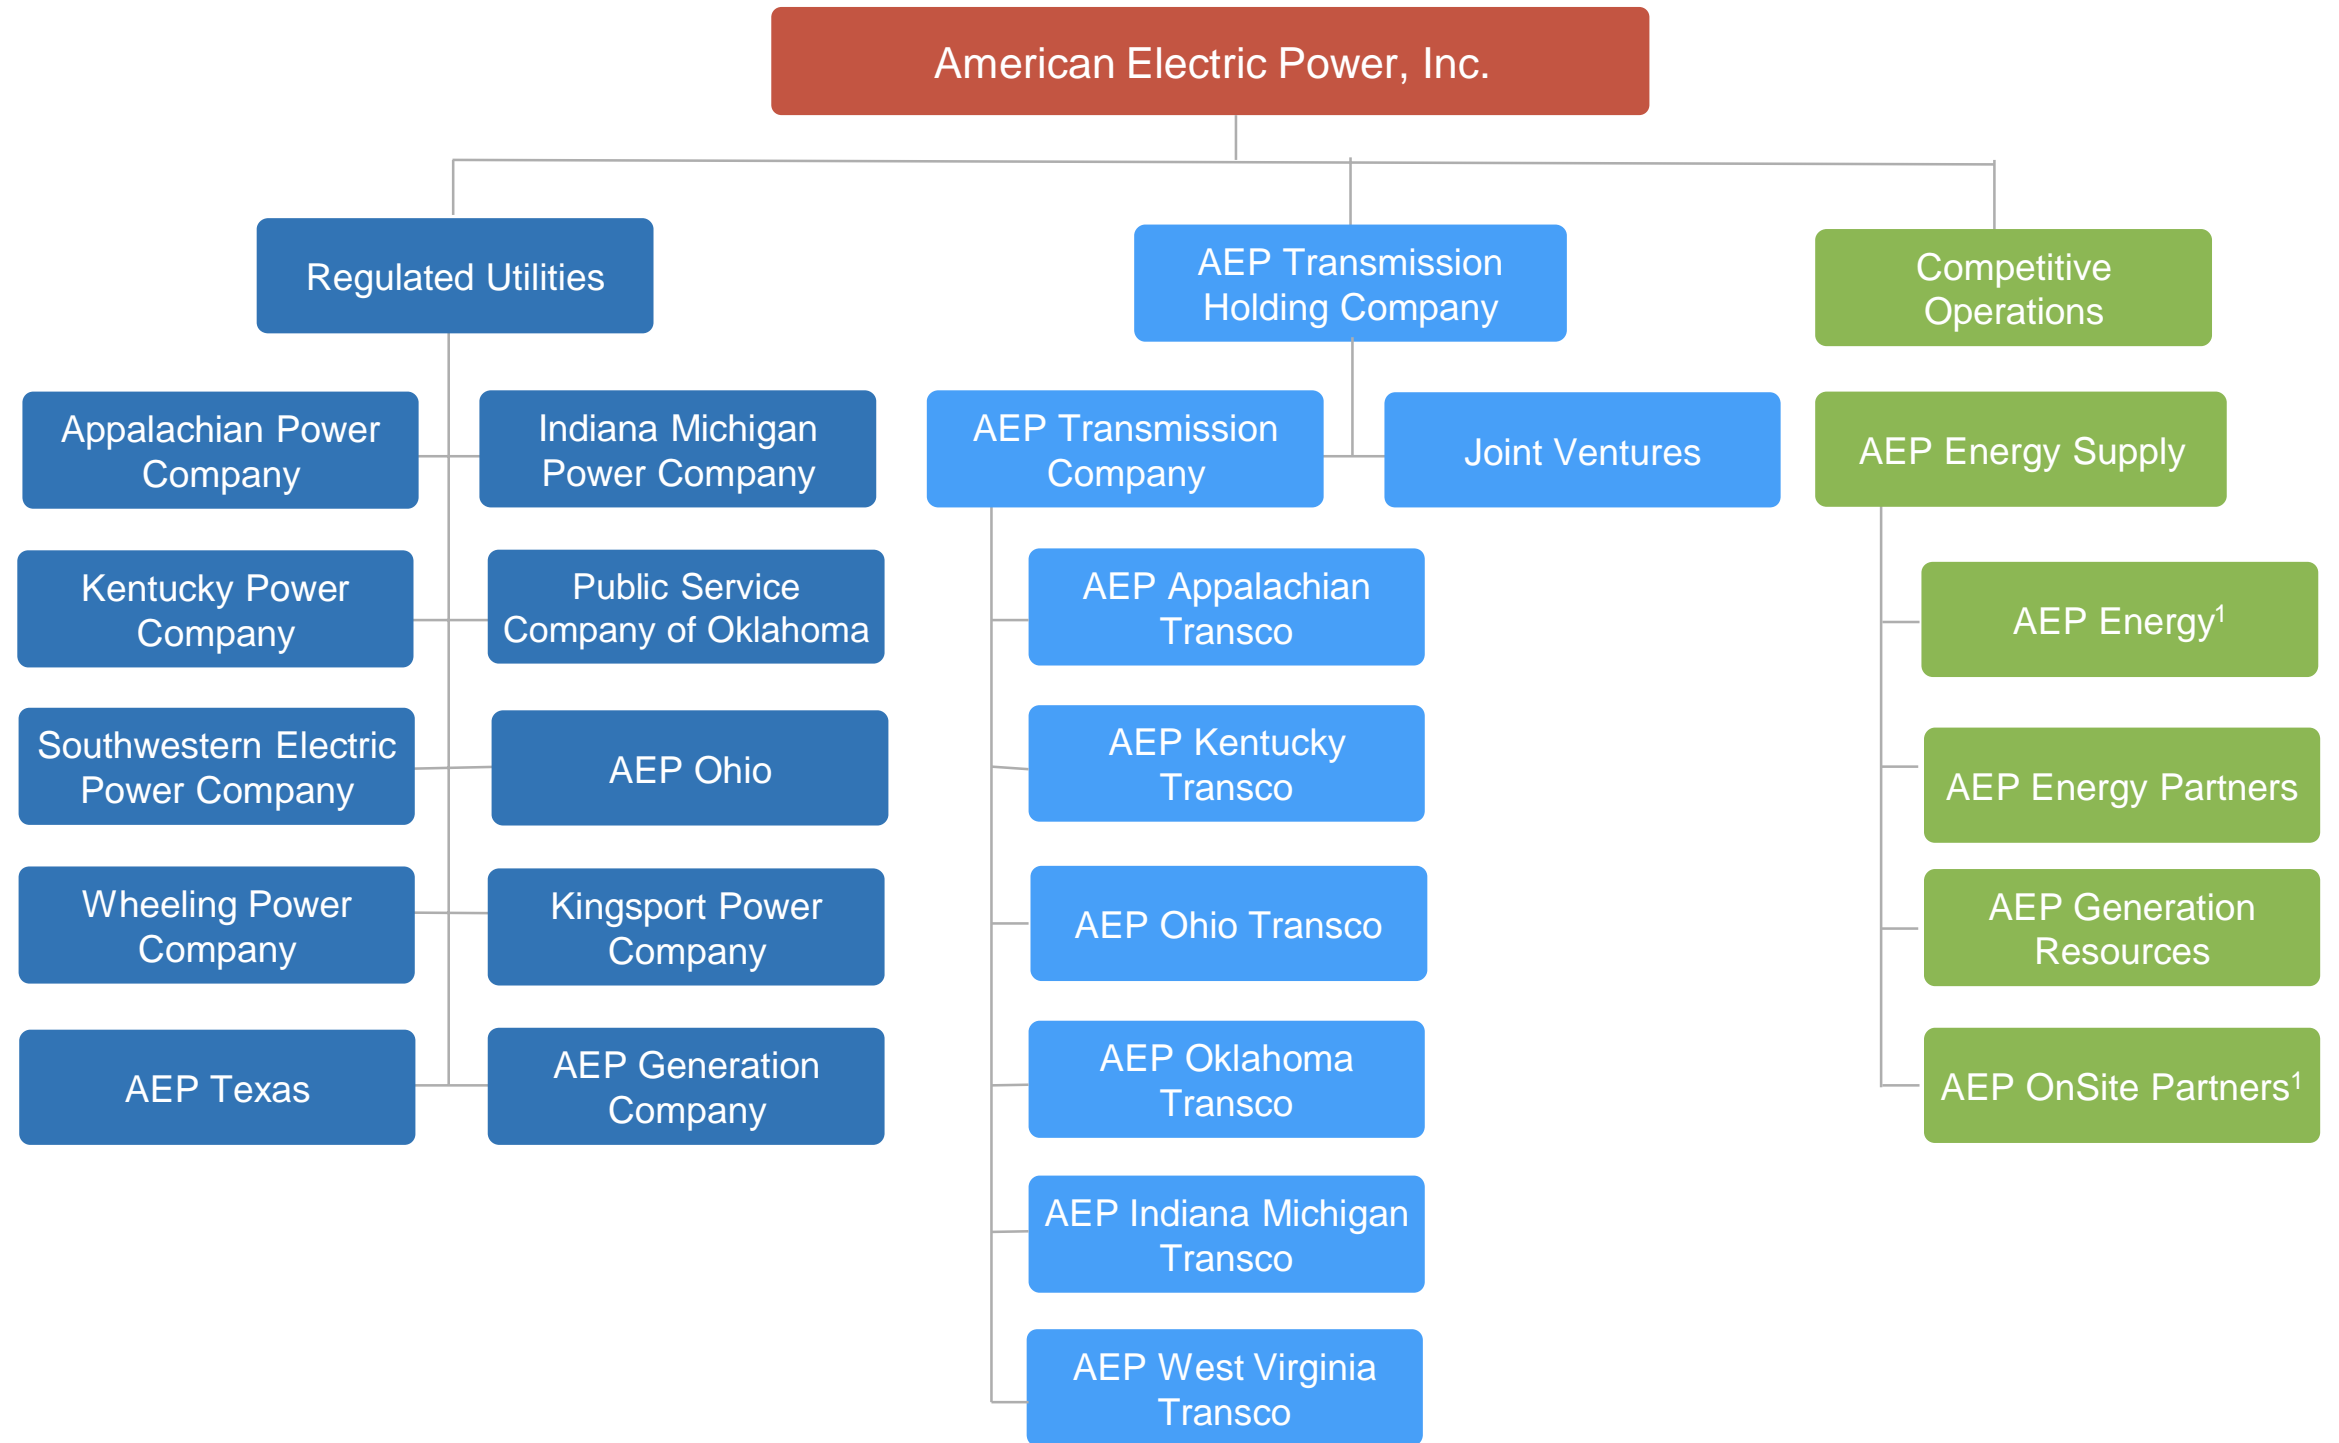 American Electric Power, Inc.
Regulated Utilities
AEP Transmission
Holding Company
Competitive
Operations
Appalachian Power
Company
Indiana Michigan
Power Company
Kentucky Power
Company
Public Service
Company of Oklahoma
Southwestern Electric
Power Company
AEP Ohio
Wheeling Power
Company
Kingsport Power
Company
AEP Texas
AEP Generation
Company
AEP Transmission
Company
Joint Ventures
AEP Appalachian
Transco
AEP Kentucky
Transco
AEP Ohio Transco
AEP Oklahoma
Transco
AEP Indiana Michigan
Transco
AEP West Virginia
Transco
AEP Energy Supply
AEP Energy¹
AEP Energy Partners
AEP Generation
Resources
AEP OnSite Partners¹